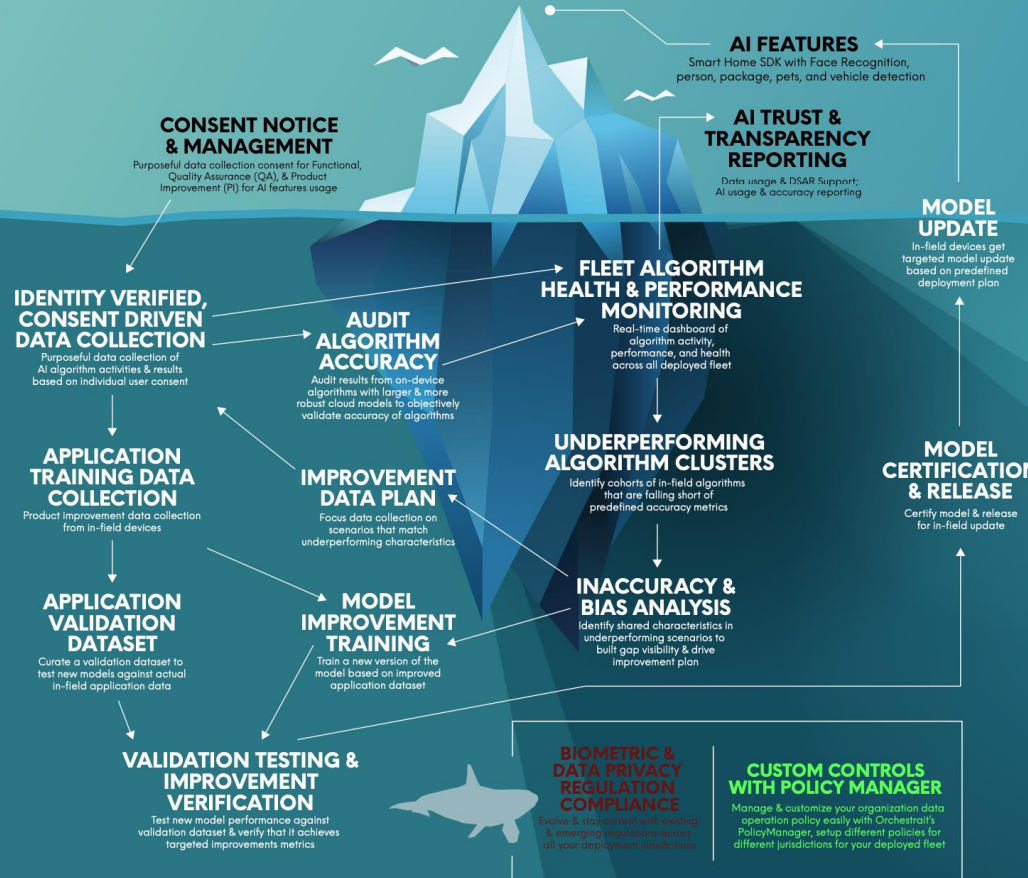 AI FEATURES
Smart Home SDK with Face Recognition,
person, package, pets, and vehicle detection
AI TRUST &
TRANSPARENCY
REPORTING
Data usage & DSAR Support;
AI usage & accuracy reporting
CONSENT NOTICE
& MANAGEMENT
Purposeful data collection consent for Functional,
Quality Assurance (QA), & Product
Improvement (PI) for AI features usage
MODEL
UPDATE
In-field devices get
targeted model update
based on predefined
deployment plan
IDENTITY VERIFIED,
CONSENT DRIVEN
DATA COLLECTION
Purposeful data collection of
AI algorithm activities & results
based on individual user consent
AUDIT
ALGORITHM
ACCURACY
Audit results from on-device
algorithms with larger & more
robust cloud models to objectively
validate accuracy of algorithms
FLEET ALGORITHM
HEALTH & PERFORMANCE
MONITORING
Real-time dashboard of
algorithm activity,
performance, and health
across all deployed fleet
APPLICATION
TRAINING DATA
COLLECTION
Product improvement data collection
from in-field devices
IMPROVEMENT
DATA PLAN
Focus data collection on
scenarios that match
underperforming characteristics
UNDERPERFORMING
ALGORITHM CLUSTERS
Identify cohorts of in-field algorithms
that are falling short of
predefined accuracy metrics
MODEL
CERTIFICATION
& RELEASE
Certify model & release
for in-field update
APPLICATION
VALIDATION
DATASET
Curate a validation dataset to
test new models against actual
in-field application data
MODEL
IMPROVEMENT
TRAINING
Train a new version of the
model based on improved
application dataset
INACCURACY &
BIAS ANALYSIS
Identify shared characteristics in
underperforming scenarios to
built gap visibility & drive
improvement plan
VALIDATION TESTING &
IMPROVEMENT
VERIFICATION
Test new model performance against
validation dataset & verify that it achieves
targeted improvements metrics
BIOMETRIC &
DATA PRIVACY
REGULATION
COMPLIANCE
Evolve & stay current with existing
& emerging regulations across
all your deployment jurisdictions
CUSTOM CONTROLS
WITH POLICY MANAGER
Manage & customize your organization data
operation policy easily with Orchestrait's
PolicyManager, setup different policies for
different jurisdictions for your deployed fleet